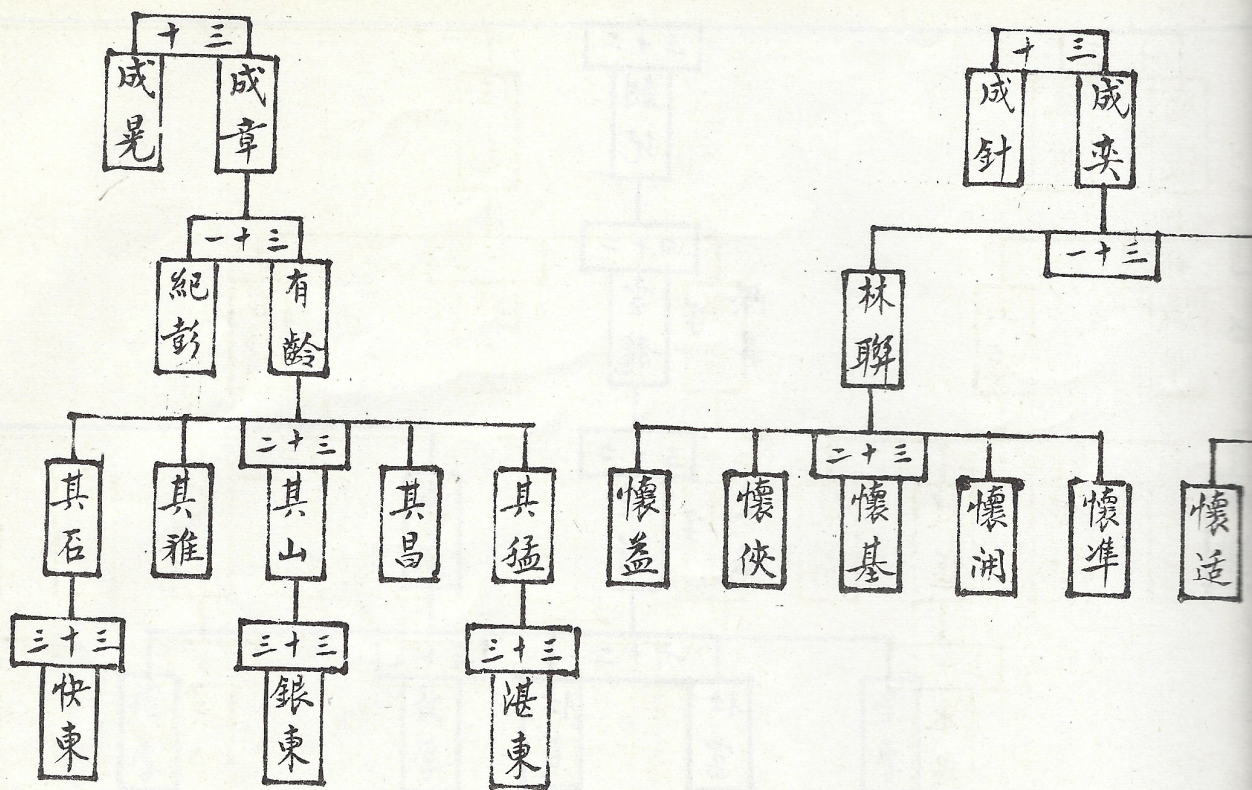 三十
成奕
成針
三十一
林聯
懷适
三十二
懷準
懷淵
懷基
懷俠
懷益
三十
成章
成晃
三十一
有齡
紀彭
三十二
其猛
其昌
其山
其雅
其石
三十三
湛東
三十三
銀東
三十三
快東